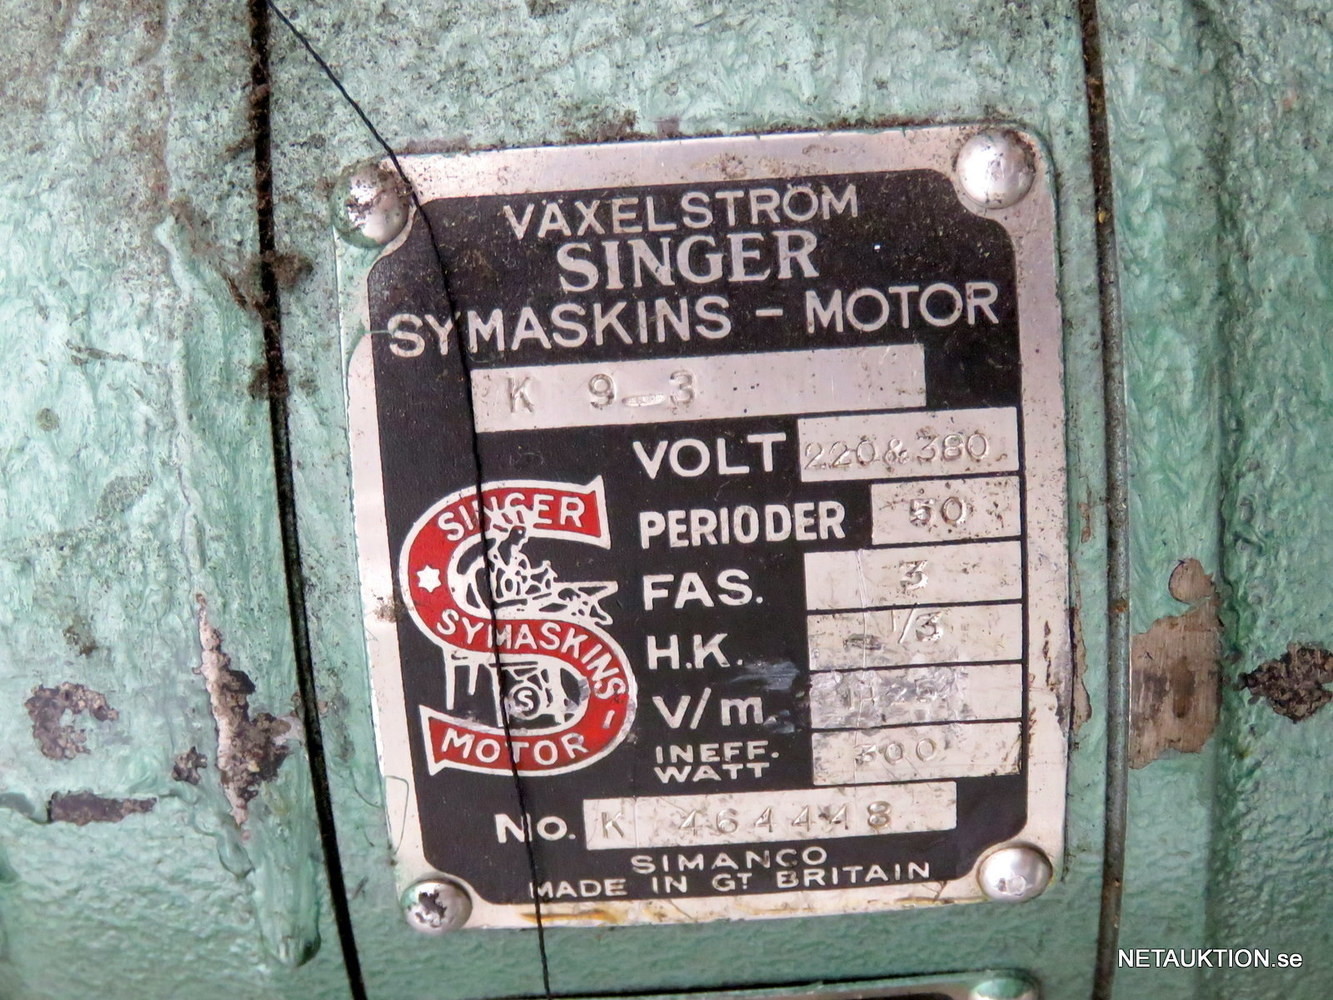 VÄXELSTRÖM
SINGER
SYMASKINS - MOTOR
K 9-3
VOLT 220 & 380
PERIODER 50
FAS. 3
H.K. 1/3
V/m
INEFF. WATT 300
SINGER
SYMASKINS-
MOTOR
S
No. K 464448
SIMANCO
MADE IN GT BRITAIN
NETAUKTION.se